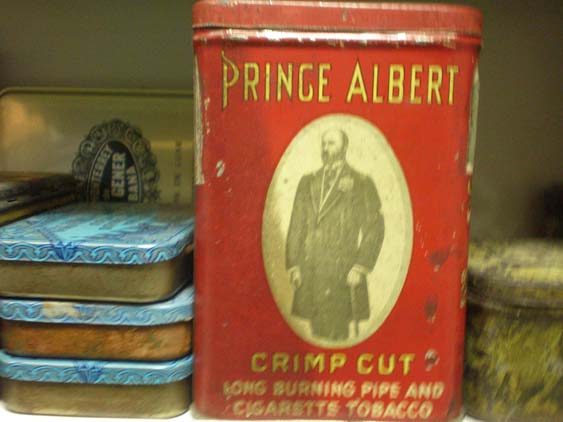 PRINCE ALBERT
CRIMP CUT
LONG BURNING PIPE AND
CIGARETTE TOBACCO